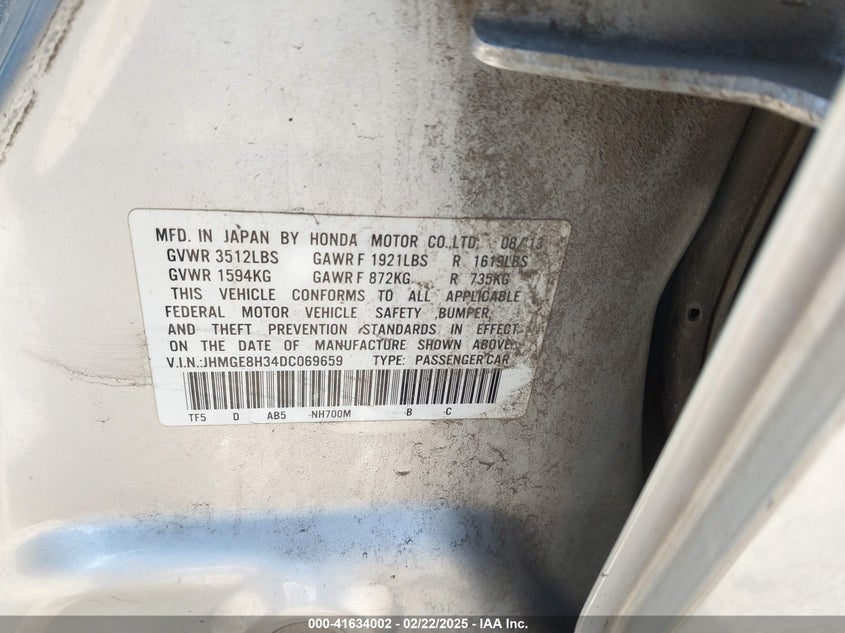 MFD. IN JAPAN BY HONDA MOTOR CO.,LTD. 08/13
GVWR 3512LBS GAWR F 1921LBS R 1619LBS
GVWR 1594KG GAWR F 872KG R 735KG
THIS VEHICLE CONFORMS TO ALL APPLICABLE
FEDERAL MOTOR VEHICLE SAFETY ,BUMPER,
AND THEFT PREVENTION STANDARDS IN EFFECT
ON THE DATE OF MANUFACTURE SHOWN ABOVE.
V.I.N.:JHMGE8H34DC069659 TYPE: PASSENGER CAR
TF5 D AB5 -NH700M -B -C
000-41634002 - 02/22/2025 - IAA Inc.